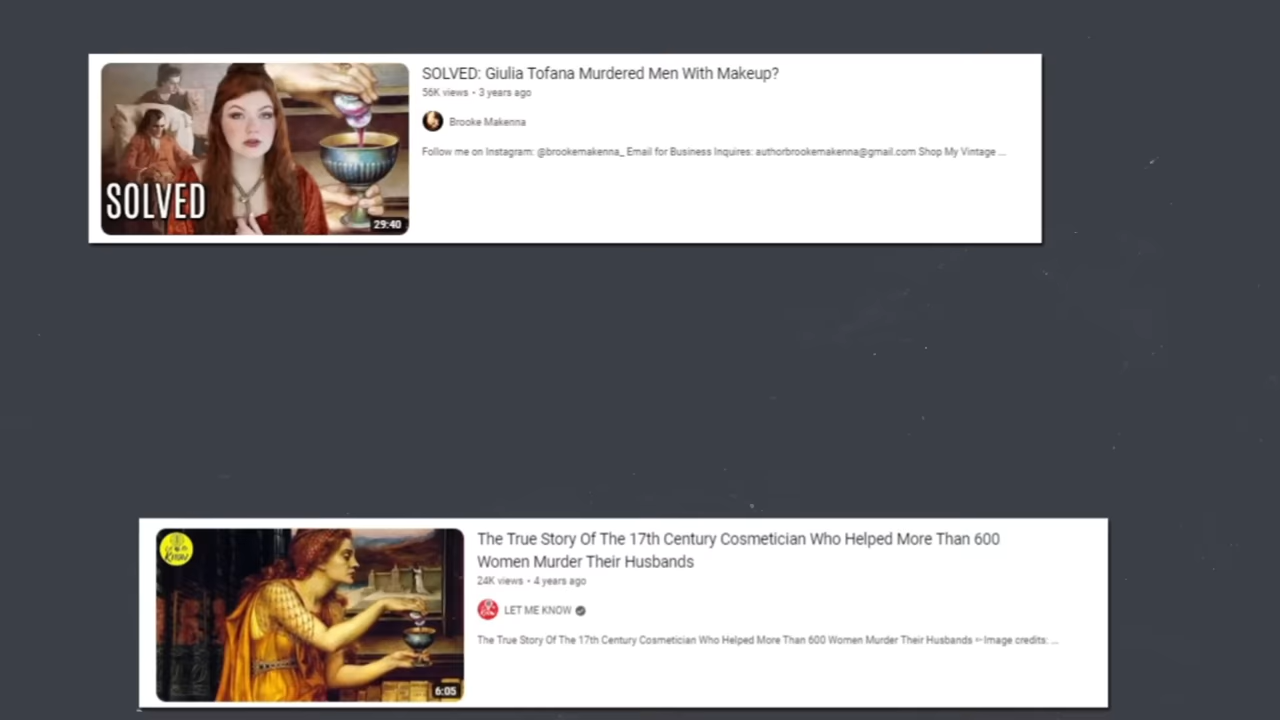 SOLVED: Giulia Tofana Murdered Men With Makeup?
56K views • 3 years ago
Brooke Makenna
Follow me on Instagram: @brookemakenna_ Email for Business Inquires: authorbrookemakenna@gmail.com Shop My Vintage ...
SOLVED
29:40
The True Story Of The 17th Century Cosmetician Who Helped More Than 600
Women Murder Their Husbands
24K views • 4 years ago
LET ME KNOW
The True Story Of The 17th Century Cosmetician Who Helped More Than 600 Women Murder Their Husbands ➳Image credits: ...
Know
6:05